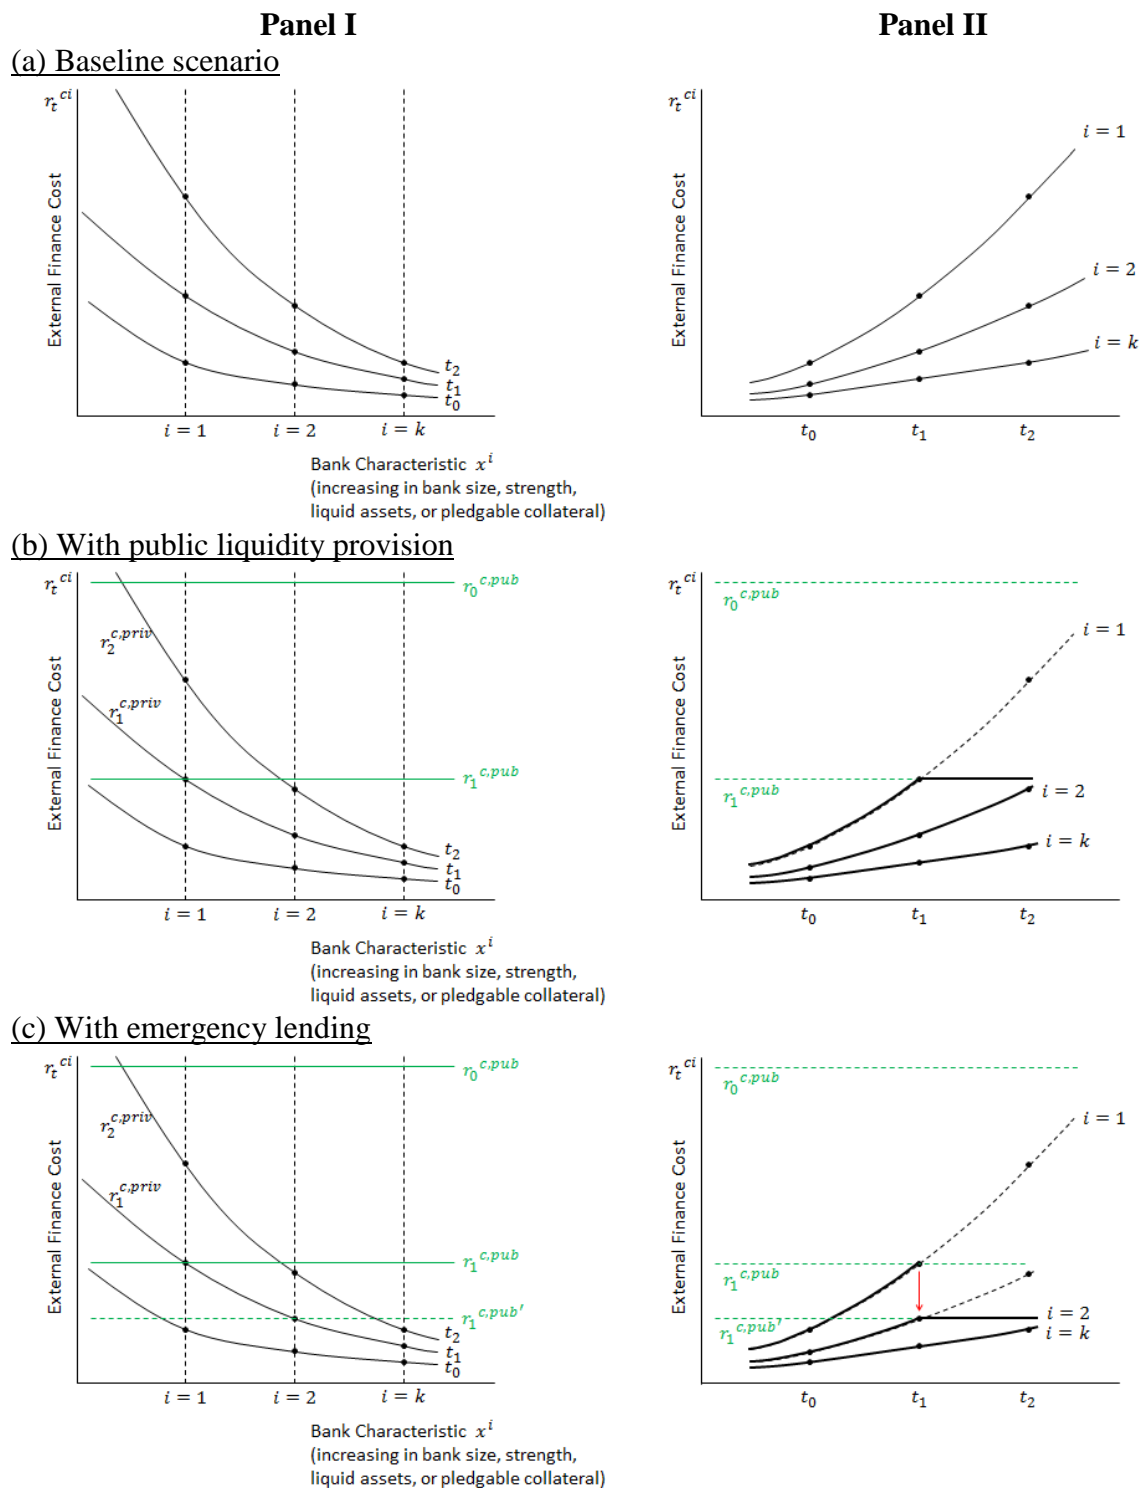 Panel I
Panel II
(a) Baseline scenario
r_t^{ci}
External Finance Cost
t_2
t_1
t_0
i = 1
i = 2
i = k
Bank Characteristic x^i
(increasing in bank size, strength,
liquid assets, or pledgable collateral)
r_t^{ci}
External Finance Cost
i = 1
i = 2
i = k
t_0
t_1
t_2
(b) With public liquidity provision
r_t^{ci}
External Finance Cost
r_0^{c,pub}
r_2^{c,priv}
r_1^{c,priv}
r_1^{c,pub}
t_2
t_1
t_0
i = 1
i = 2
i = k
Bank Characteristic x^i
(increasing in bank size, strength,
liquid assets, or pledgable collateral)
r_t^{ci}
External Finance Cost
r_0^{c,pub}
i = 1
r_1^{c,pub}
i = 2
i = k
t_0
t_1
t_2
(c) With emergency lending
r_t^{ci}
External Finance Cost
r_0^{c,pub}
r_2^{c,priv}
r_1^{c,priv}
r_1^{c,pub}
r_1^{c,pub'}
t_2
t_1
t_0
i = 1
i = 2
i = k
Bank Characteristic x^i
(increasing in bank size, strength,
liquid assets, or pledgable collateral)
r_t^{ci}
External Finance Cost
r_0^{c,pub}
i = 1
r_1^{c,pub}
r_1^{c,pub'}
i = 2
i = k
t_0
t_1
t_2